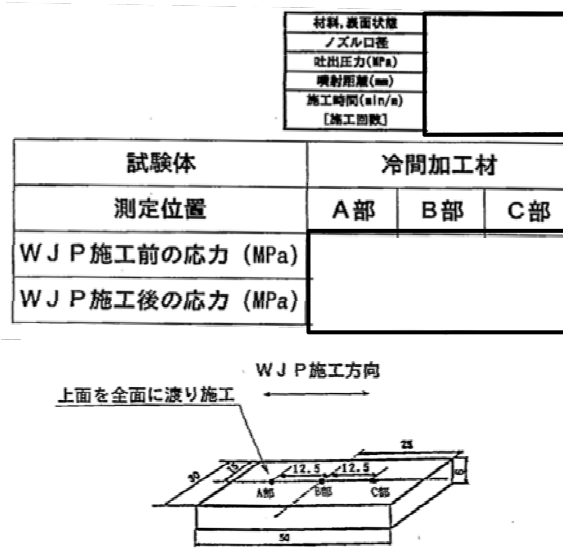 材料,表面状態
ノズル口径
吐出圧力(MPa)
噴射距離(mm)
施工時間(min/m)
[施工回数]
試験体 冷間加工材
測定位置 A部 B部 C部
WJP施工前の応力 (MPa)
WJP施工後の応力 (MPa)
WJP施工方向
上面を全面に渡り施工
25
30 15 12.5 12.5
A部 B部 C部
50